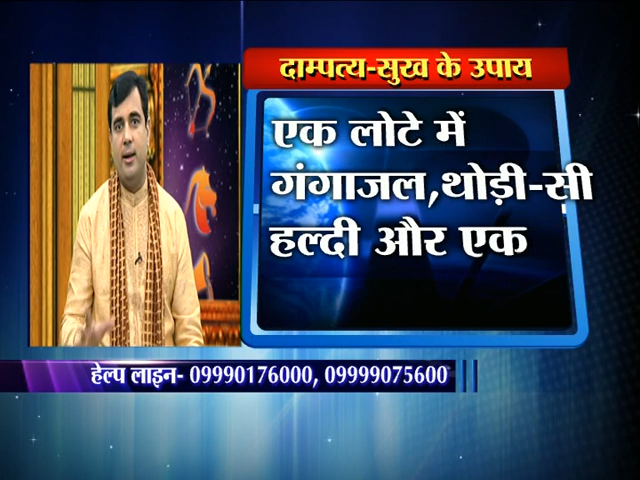 दाम्पत्य-सुख के उपाय
एक लोटे में
गंगाजल,थोड़ी-सी
हल्दी और एक
हेल्प लाइन- 09990176000, 09999075600